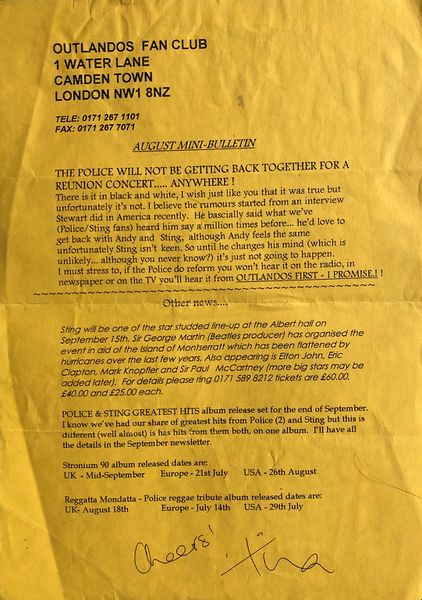 OUTLANDOS FAN CLUB
1 WATER LANE
CAMDEN TOWN
LONDON NW1 8NZ
TELE: 0171 267 1101
FAX: 0171 267 7071
AUGUST MINI-BULLETIN
THE POLICE WILL NOT BE GETTING BACK TOGETHER FOR A
REUNION CONCERT..... ANYWHERE !
There is it in black and white, I wish just like you that it was true but
unfortunately it's not. I believe the rumours started from an interview
Stewart did in America recently. He bascially said what we've
(Police/Sting fans) heard him say a million times before... he'd love to
get back with Andy and Sting, although Andy feels the same
unfortunately Sting isn't keen. So until he changes his mind (which is
unlikely... although you never know?) it's just not going to happen.
I must stress, if the Police do reform you won't hear it on the radio, in
newspaper or on the TV you'll hear it from OUTLANDOS FIRST - I PROMISE! !
~~~~~~~~~~~~~~~~~~~~~~~~~~~~~~~~~~~~~~~~
Other news....
Sting will be one of the star studded line-up at the Albert hall on
September 15th. Sir George Martin (Beatles producer) has organised the
event in aid of the Island of Montserratt which has been flattened by
hurricanes over the last few years. Also appearing is Elton John, Eric
Clapton, Mark Knopfler and Sir Paul McCartney (more big stars may be
added later). For details please ring 0171 589 8212 tickets are £60.00,
£40.00 and £25.00 each.
POLICE & STING GREATEST HITS album release set for the end of September.
I know we've had our share of greatest hits from Police (2) and Sting but this is
different (well almost) is has hits from them both, on one album. I'll have all
the details in the September newsletter.
Stronium 90 album released dates are:
UK - Mid-September Europe - 21st July USA - 26th August
Reggatta Mondatta - Police reggae tribute album released dates are:
UK- August 18th Europe - July 14th USA - 29th July
Cheers! Tina